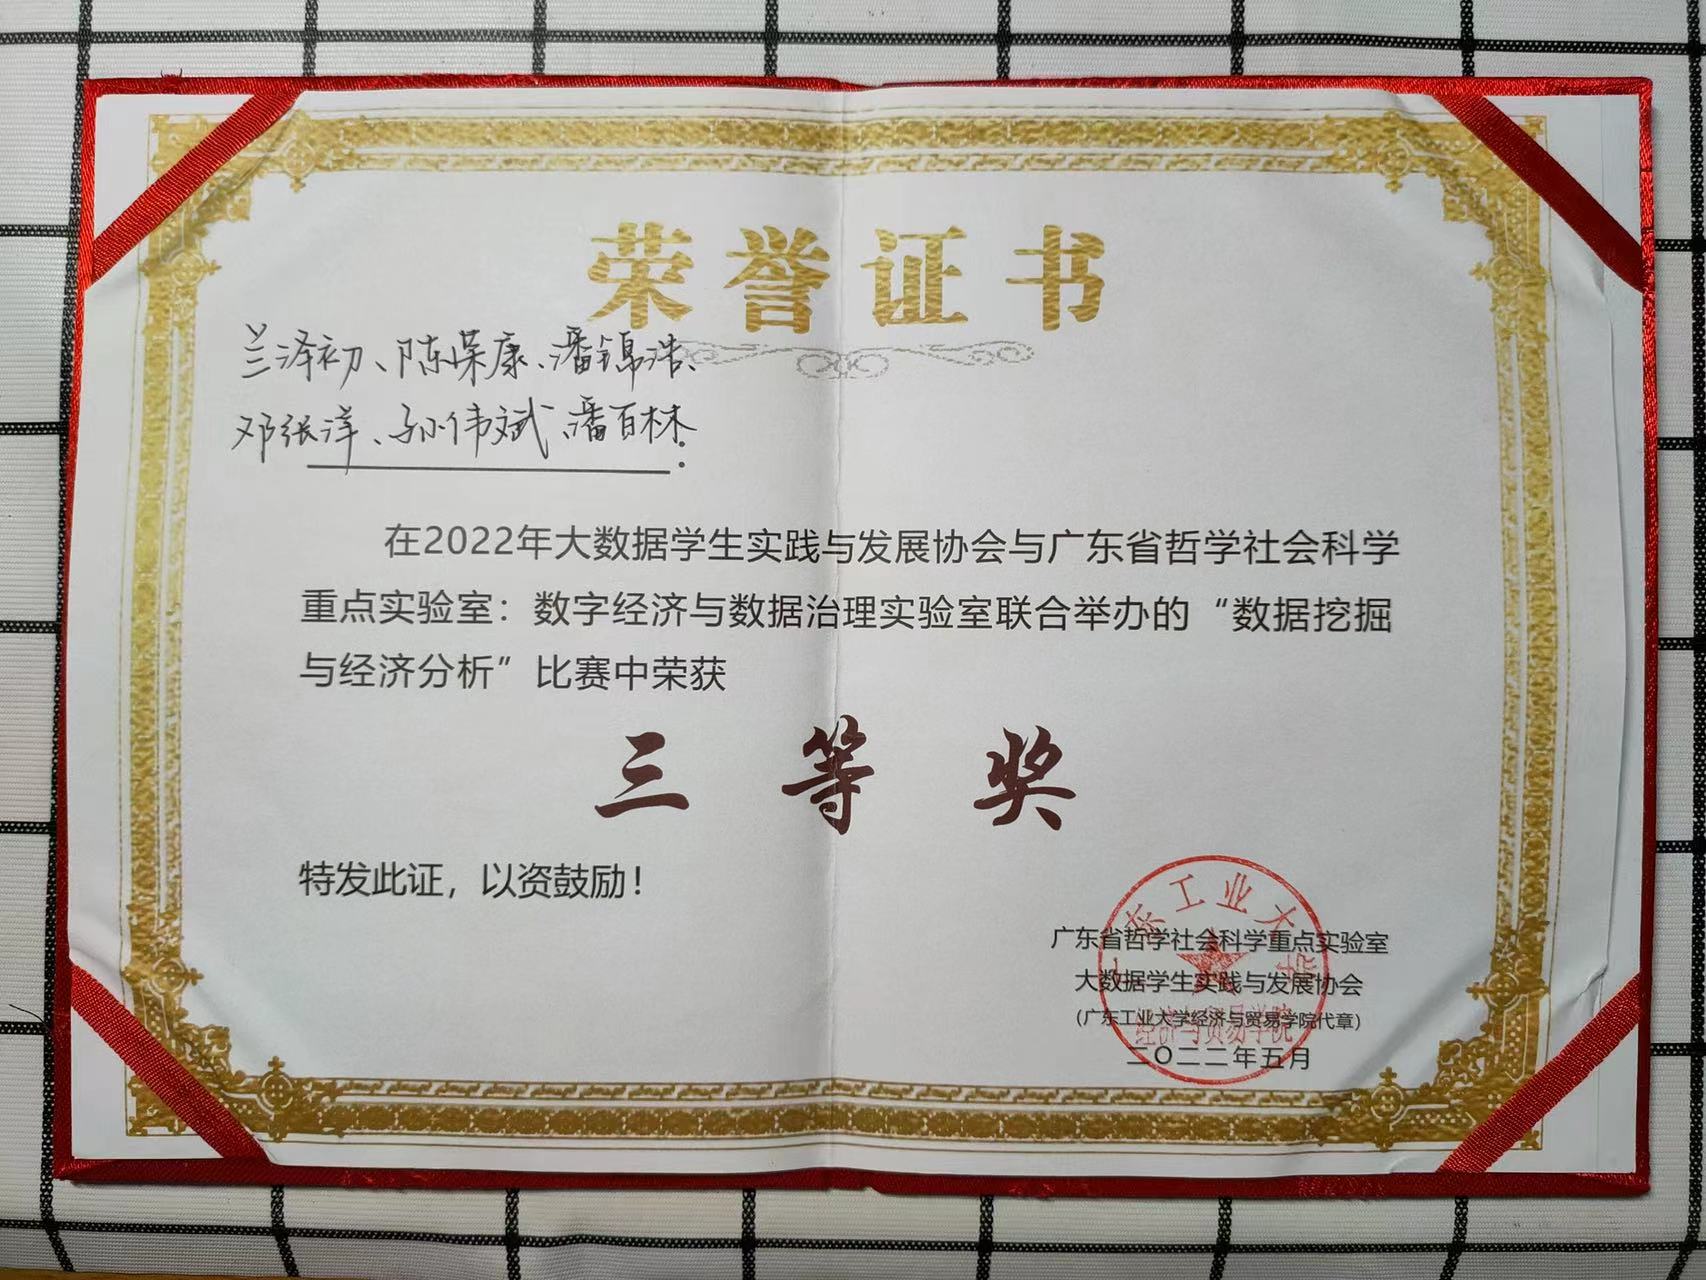 荣誉证书
兰泽初、陈荣康、潘锦浩、
邓张洋、孙伟斌、潘百林:
在2022年大数据学生实践与发展协会与广东省哲学社会科学
重点实验室：数字经济与数据治理实验室联合举办的“数据挖掘
与经济分析”比赛中荣获
三等奖
特发此证，以资鼓励！
广东省哲学社会科学重点实验室
大数据学生实践与发展协会
(广东工业大学经济与贸易学院代章)
二〇二二年五月
广东工业大学
经济与贸易学院